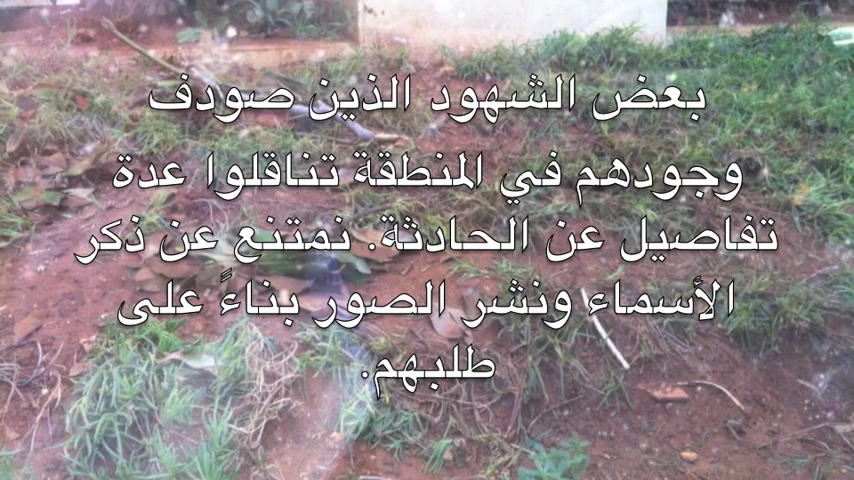 بعض الشهود الذين صودف
وجودهم في المنطقة تناقلوا عدة
تفاصيل عن الحادثة. نمتنع عن ذكر
الأسماء ونشر الصور بناءً على
طلبهم.